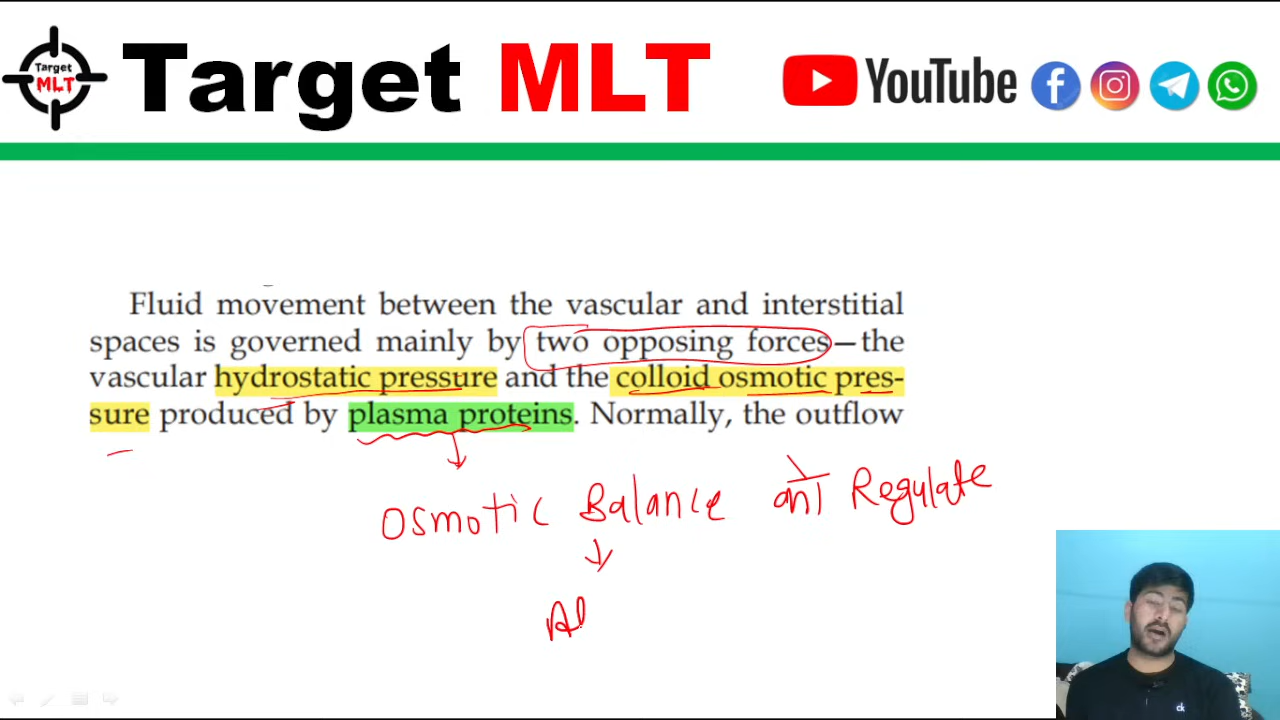 Target MLT
Target MLT YouTube
Fluid movement between the vascular and interstitial
spaces is governed mainly by two opposing forces—the
vascular hydrostatic pressure and the colloid osmotic pres-
sure produced by plasma proteins. Normally, the outflow
Osmotic Balance Regulate
Al
ck